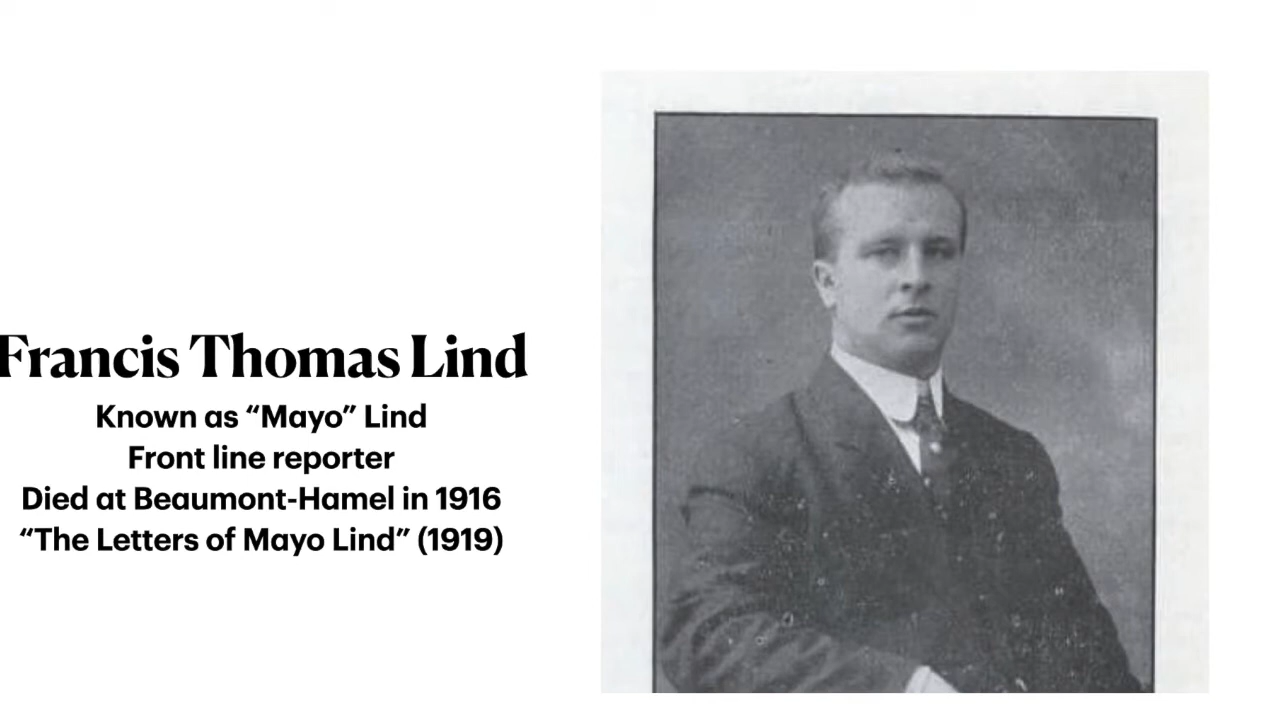 Francis Thomas Lind
Known as “Mayo” Lind
Front line reporter
Died at Beaumont-Hamel in 1916
“The Letters of Mayo Lind” (1919)